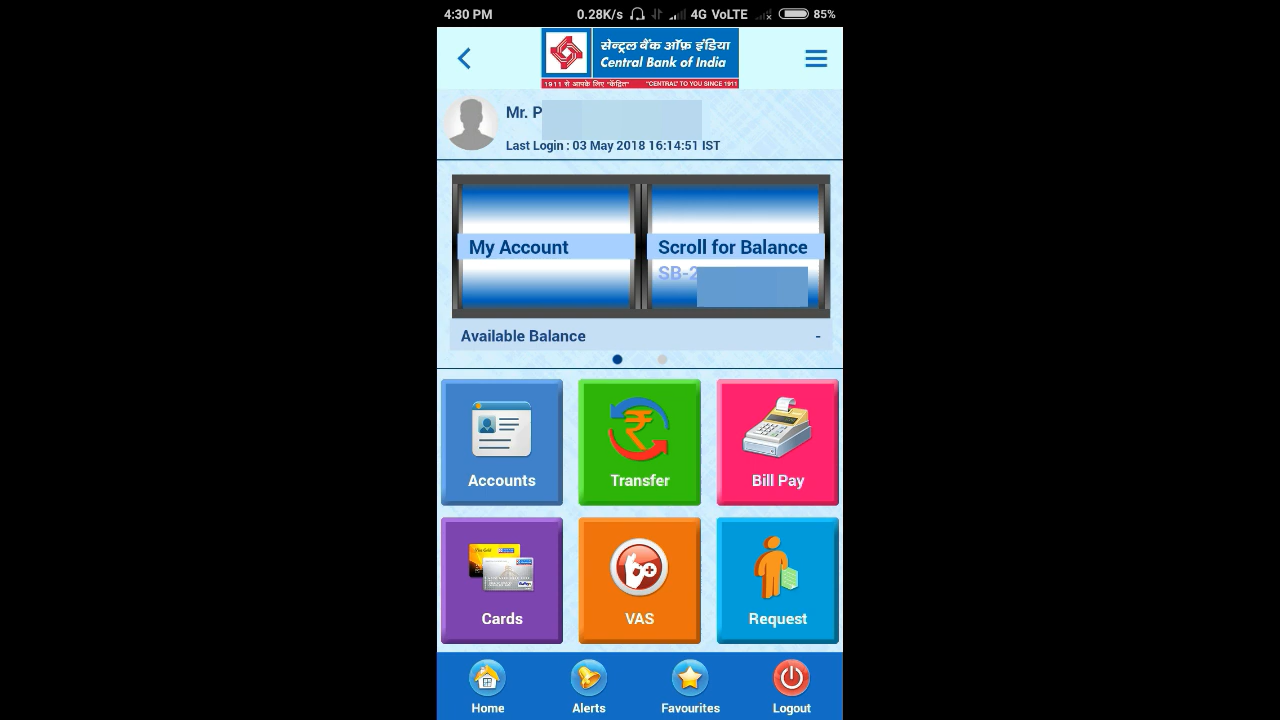 4:30 PM 0.28K/s 4G VoLTE 85%
सेन्ट्रल बैंक ऑफ़ इंडिया
Central Bank of India
1911 से आपके लिए "केंद्रित" "CENTRAL" TO YOU SINCE 1911
Mr. P
Last Login : 03 May 2018 16:14:51 IST
My Account Scroll for Balance
SB-2
Available Balance -
Accounts Transfer Bill Pay
Cards VAS Request
Home Alerts Favourites Logout